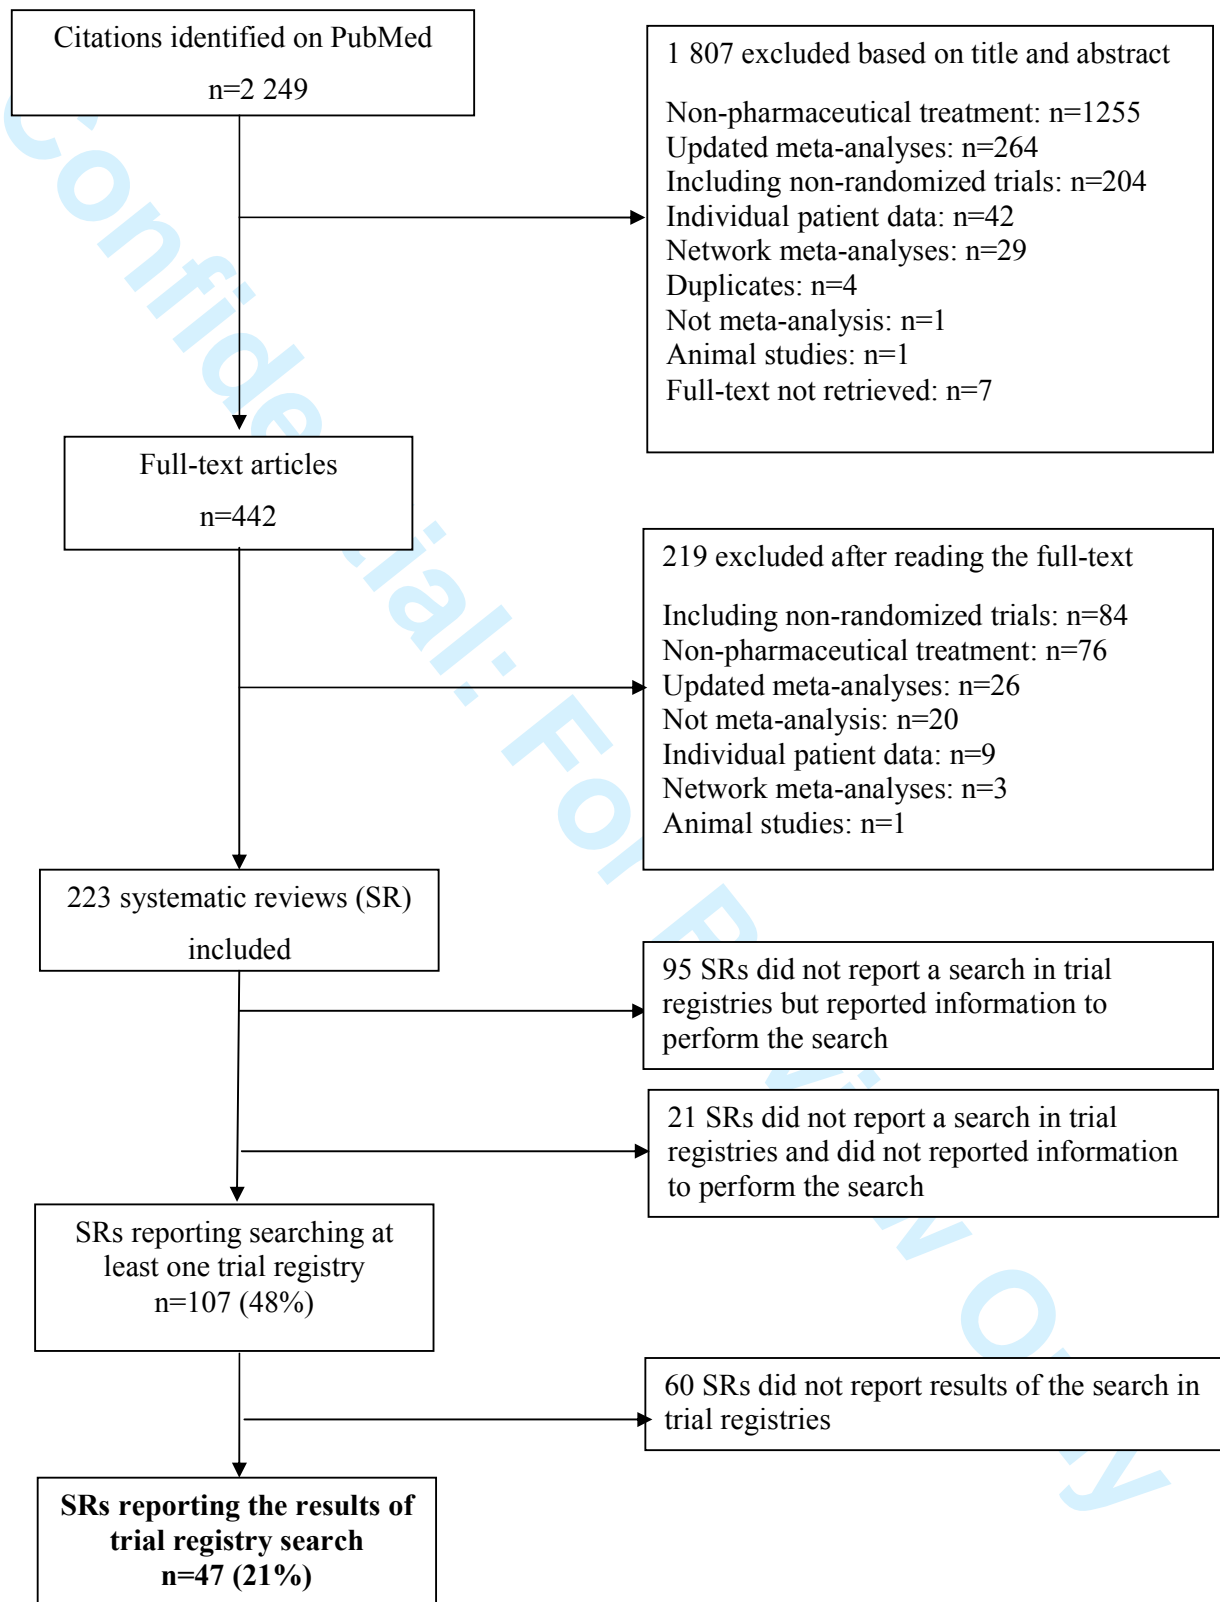 Citations identified on PubMed
n=2 249
1 807 excluded based on title and abstract
Non-pharmaceutical treatment: n=1255
Updated meta-analyses: n=264
Including non-randomized trials: n=204
Individual patient data: n=42
Network meta-analyses: n=29
Duplicates: n=4
Not meta-analysis: n=1
Animal studies: n=1
Full-text not retrieved: n=7
Full-text articles
n=442
219 excluded after reading the full-text
Including non-randomized trials: n=84
Non-pharmaceutical treatment: n=76
Updated meta-analyses: n=26
Not meta-analysis: n=20
Individual patient data: n=9
Network meta-analyses: n=3
Animal studies: n=1
223 systematic reviews (SR)
included
95 SRs did not report a search in trial
registries but reported information to
perform the search
21 SRs did not report a search in trial
registries and did not reported information
to perform the search
SRs reporting searching at
least one trial registry
n=107 (48%)
60 SRs did not report results of the search in
trial registries
SRs reporting the results of
trial registry search
n=47 (21%)
Confidential: For Review Only